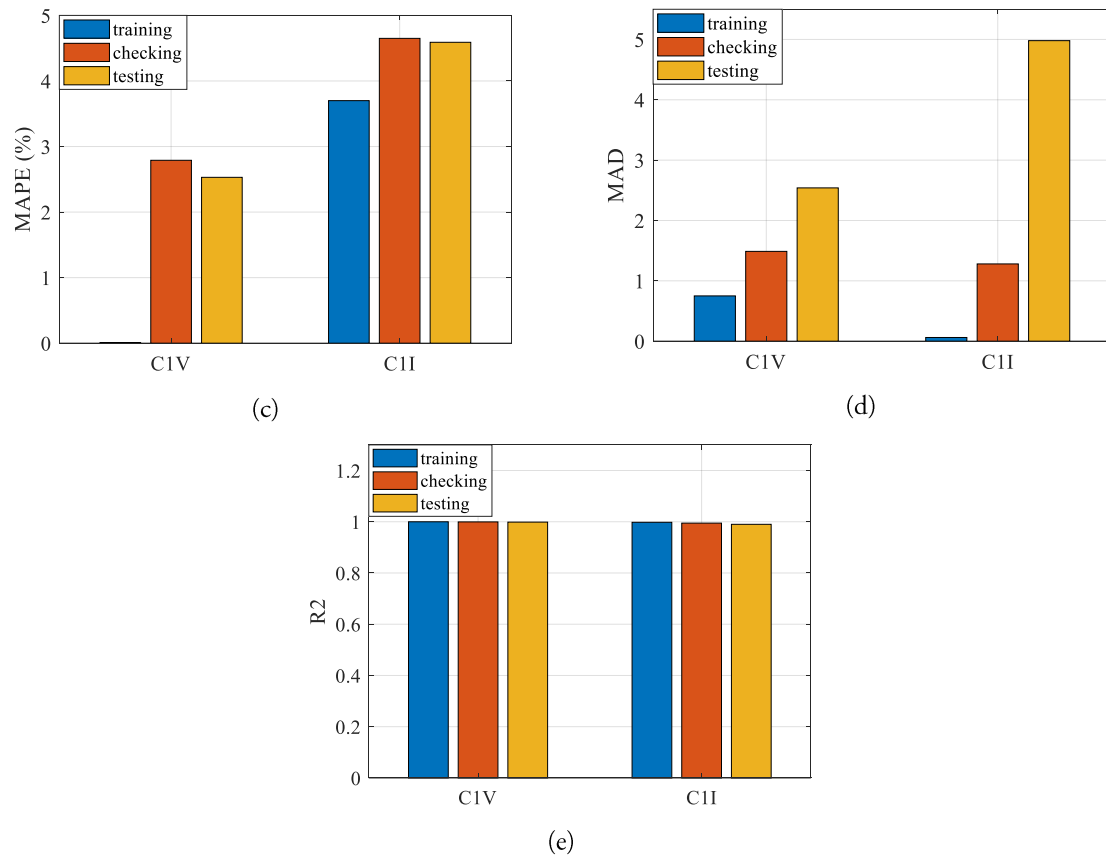 5
4
3
2
1
0
MAPE (%)
training
checking
testing
C1V
C1I
(c)
5
4
3
2
1
0
MAD
training
checking
testing
C1V
C1I
(d)
1.2
1
0.8
0.6
0.4
0.2
0
R2
training
checking
testing
C1V
C1I
(e)